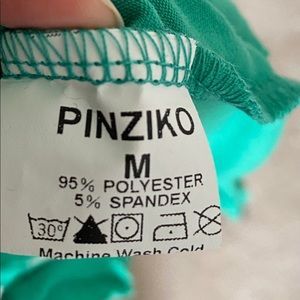 PINZIKO
M
95% POLYESTER
5% SPANDEX
30°
Machine Wash Cold